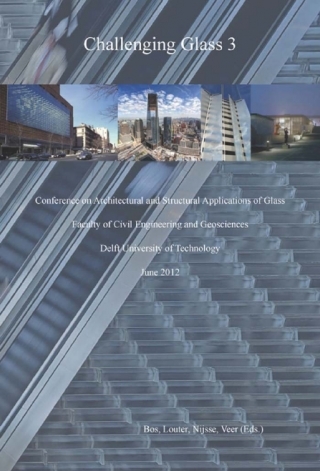 Challenging Glass 3
Conference on Architectural and Structural Applications of Glass
Faculty of Civil Engineering and Geosciences
Delft University of Technology
June 2012
Bos, Louter, Nijsse, Veer (Eds.)